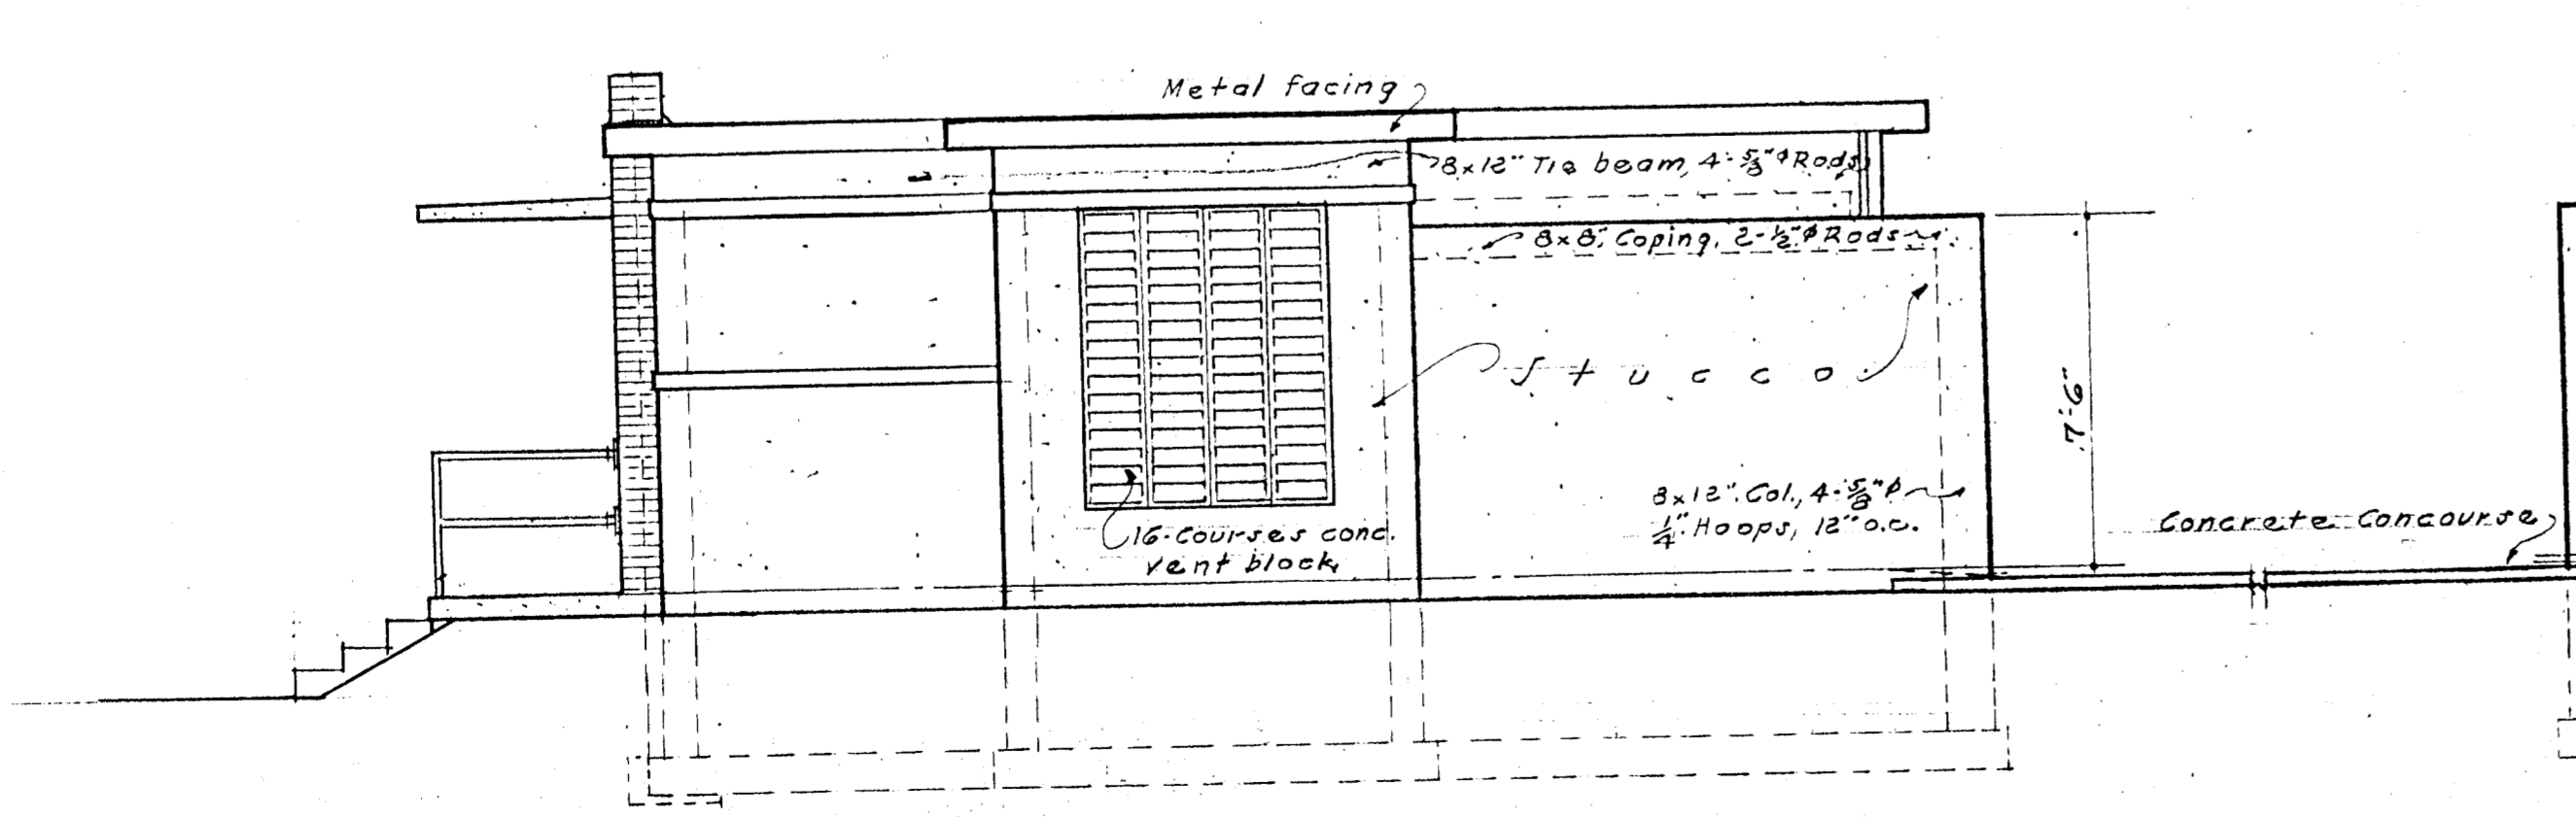 Metal facing
8x12" Tie beam, 4-5/8"φ Rods
8x8" Coping, 2-1/2"φ Rods
Stucco
7'-6"
8x12" Col., 4-5/8"φ
1/4" Hoops, 12" o.c.
Concrete Concourse
16-Courses conc.
vent block